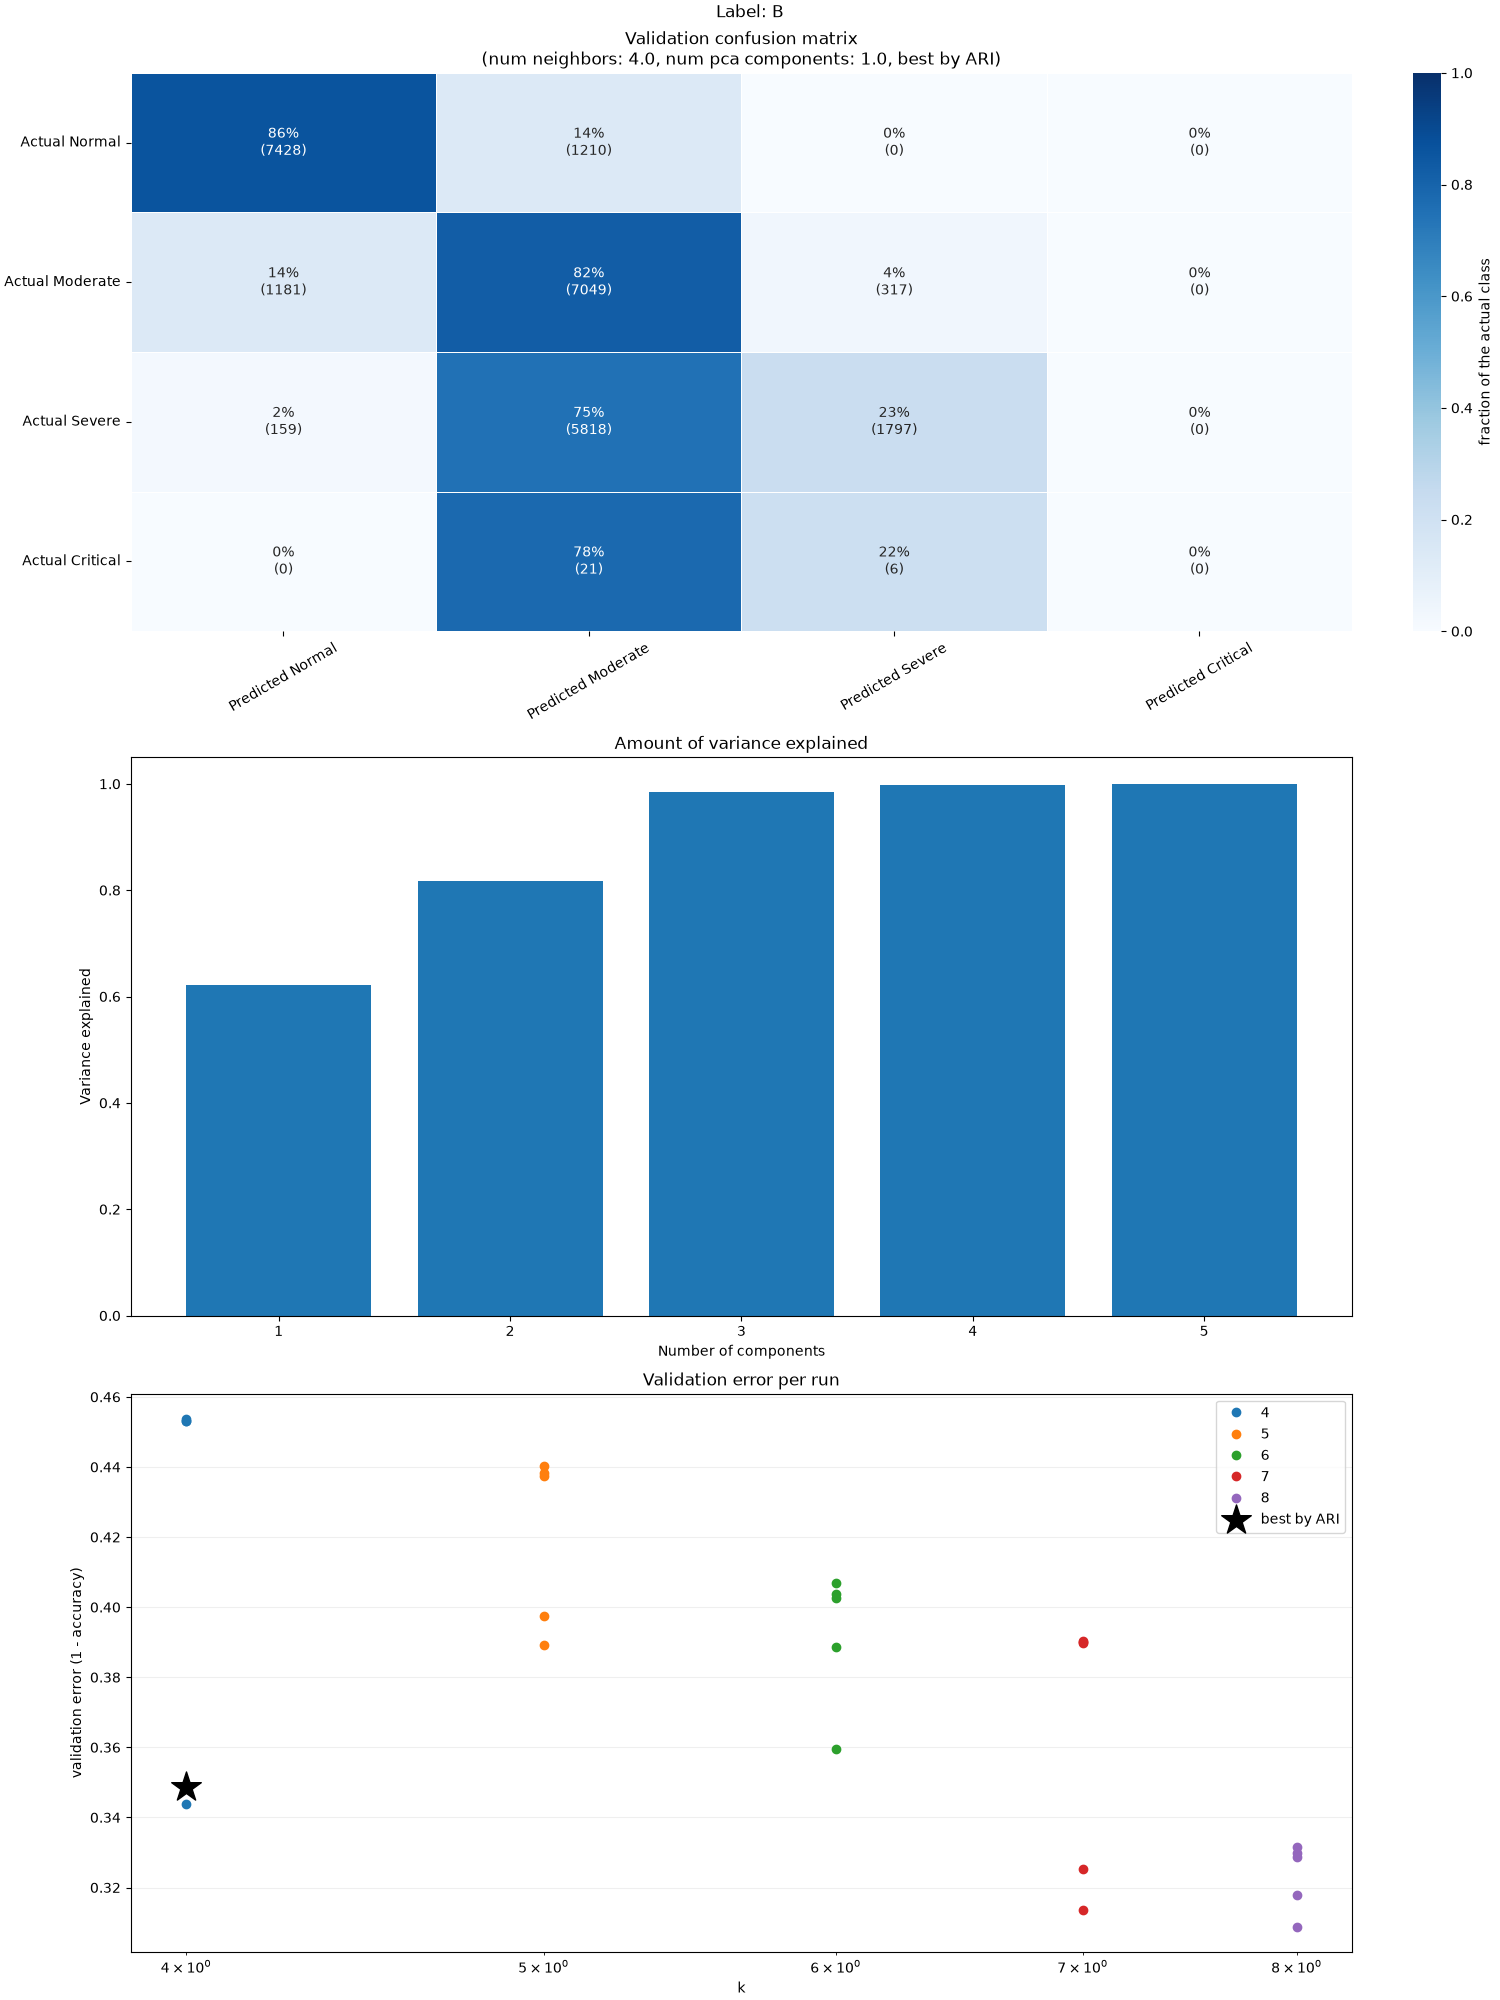 Label: B
Validation confusion matrix
(num neighbors: 4.0, num pca components: 1.0, best by ARI)
Actual Normal
86%
(7428)
14%
(1210)
0%
(0)
0%
(0)
Actual Moderate
14%
(1181)
82%
(7049)
4%
(317)
0%
(0)
Actual Severe
2%
(159)
75%
(5818)
23%
(1797)
0%
(0)
Actual Critical
0%
(0)
78%
(21)
22%
(6)
0%
(0)
Predicted Normal
Predicted Moderate
Predicted Severe
Predicted Critical
1.0
0.8
0.6
0.4
0.2
0.0
fraction of the actual class
Amount of variance explained
Variance explained
1.0
0.8
0.6
0.4
0.2
0.0
1
2
3
4
5
Number of components
Validation error per run
validation error (1 - accuracy)
0.46
0.44
0.42
0.40
0.38
0.36
0.34
0.32
4
5
6
7
8
best by ARI
4 × 10⁰
5 × 10⁰
6 × 10⁰
7 × 10⁰
8 × 10⁰
k